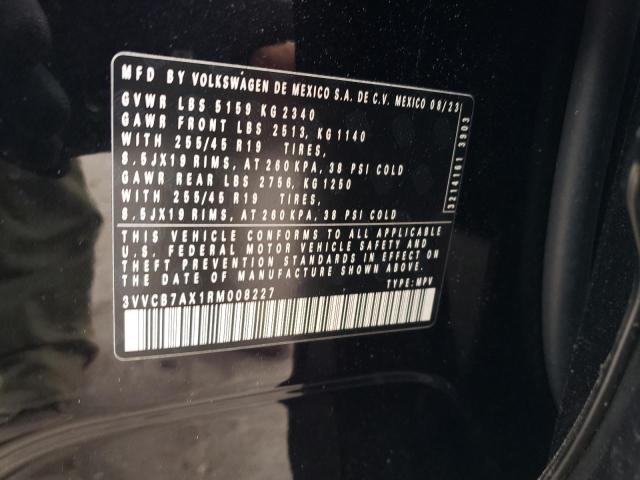 MFD BY VOLKSWAGEN DE MEXICO S.A. DE C.V. MEXICO 08/23
GVWR LBS 5159 KG 2340
GAWR FRONT LBS 2513, KG 1140
WITH 255/45 R19 TIRES,
8,5JX19 RIMS, AT 260 KPA, 38 PSI COLD
GAWR REAR LBS 2756, KG1250
WITH 255/45 R19 TIRES,
8,5JX19 RIMS, AT 260 KPA, 38 PSI COLD
THIS VEHICLE CONFORMS TO ALL APPLICABLE
U.S. FEDERAL MOTOR VEHICLE SAFETY AND
THEFT PREVENTION STANDARDS IN EFFECT ON
THE DATE OF MANUFACTURE SHOWN ABOVE.
3VVCB7AX1RM008227 TYPE: MPV
3214161 3903